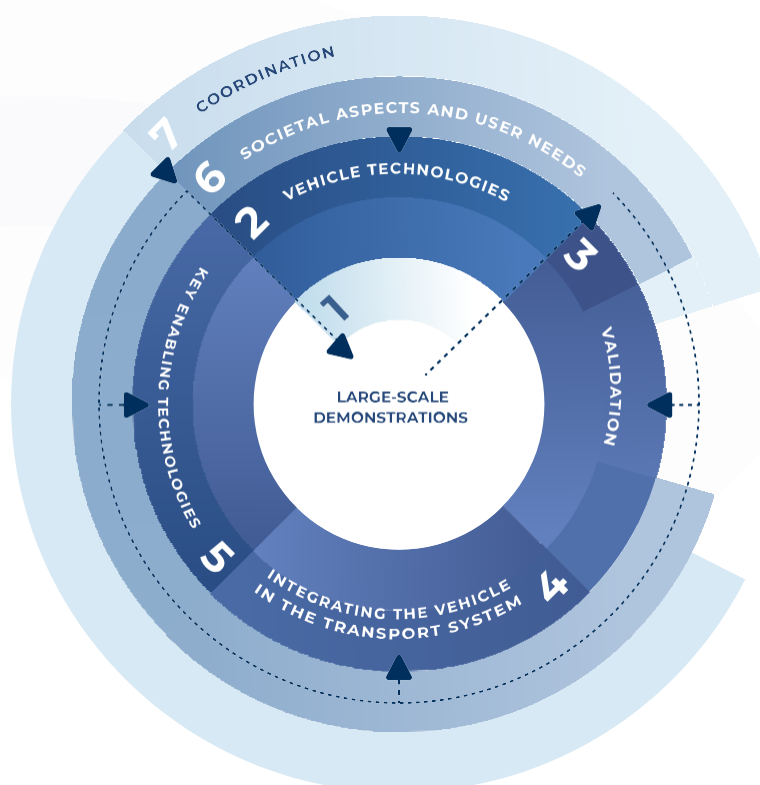 7
COORDINATION
6
SOCIETAL ASPECTS AND USER NEEDS
2
VEHICLE TECHNOLOGIES
3
VALIDATION
1
LARGE-SCALE
DEMONSTRATIONS
5
KEY ENABLING TECHNOLOGIES
4
INTEGRATING THE VEHICLE
IN THE TRANSPORT SYSTEM